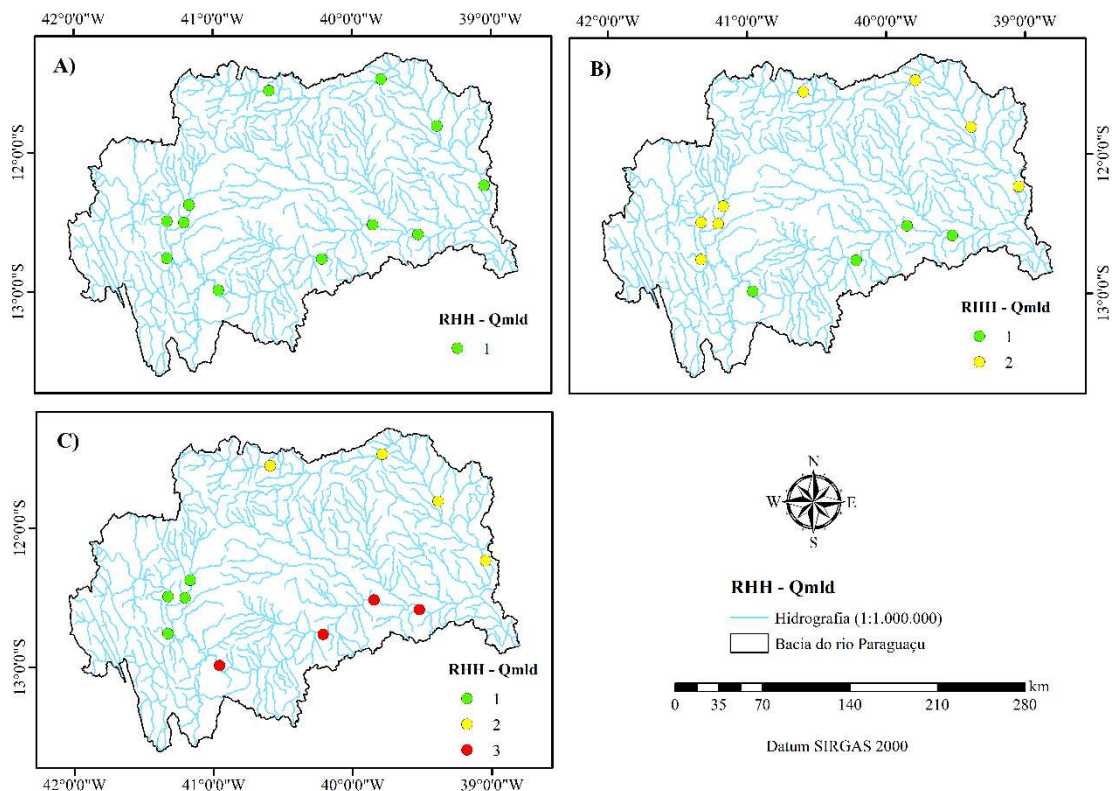 42°0'0"W 41°0'0"W 40°0'0"W 39°0'0"W
A)
12°0'0"S
13°0'0"S
RHH - Qmld
1
42°0'0"W 41°0'0"W 40°0'0"W 39°0'0"W
B)
12°0'0"S
13°0'0"S
RHH - Qmld
1
2
C)
12°0'0"S
13°0'0"S
RHH - Qmld
1
2
3
42°0'0"W 41°0'0"W 40°0'0"W 39°0'0"W
N
W E
S
RHH - Qmld
Hidrografia (1:1.000.000)
Bacia do rio Paraguaçu
km
0 35 70 140 210 280
Datum SIRGAS 2000